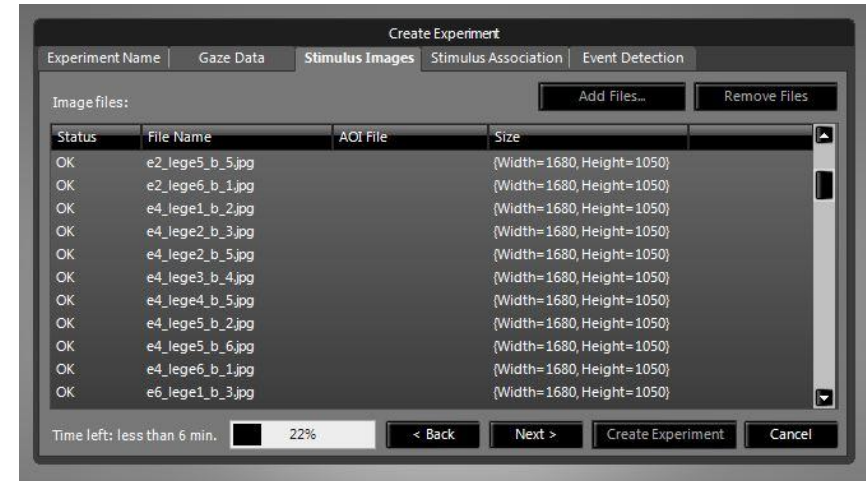 Create Experiment
Experiment Name Gaze Data Stimulus Images Stimulus Association Event Detection
Image files: Add Files... Remove Files
Status File Name AOI File Size
OK e2_lege5_b_5.jpg {Width=1680, Height=1050}
OK e2_lege6_b_1.jpg {Width=1680, Height=1050}
OK e4_lege1_b_2.jpg {Width=1680, Height=1050}
OK e4_lege2_b_3.jpg {Width=1680, Height=1050}
OK e4_lege2_b_5.jpg {Width=1680, Height=1050}
OK e4_lege3_b_4.jpg {Width=1680, Height=1050}
OK e4_lege4_b_5.jpg {Width=1680, Height=1050}
OK e4_lege5_b_2.jpg {Width=1680, Height=1050}
OK e4_lege5_b_6.jpg {Width=1680, Height=1050}
OK e4_lege6_b_1.jpg {Width=1680, Height=1050}
OK e6_lege1_b_3.jpg {Width=1680, Height=1050}
Time left: less than 6 min. 22% < Back Next > Create Experiment Cancel